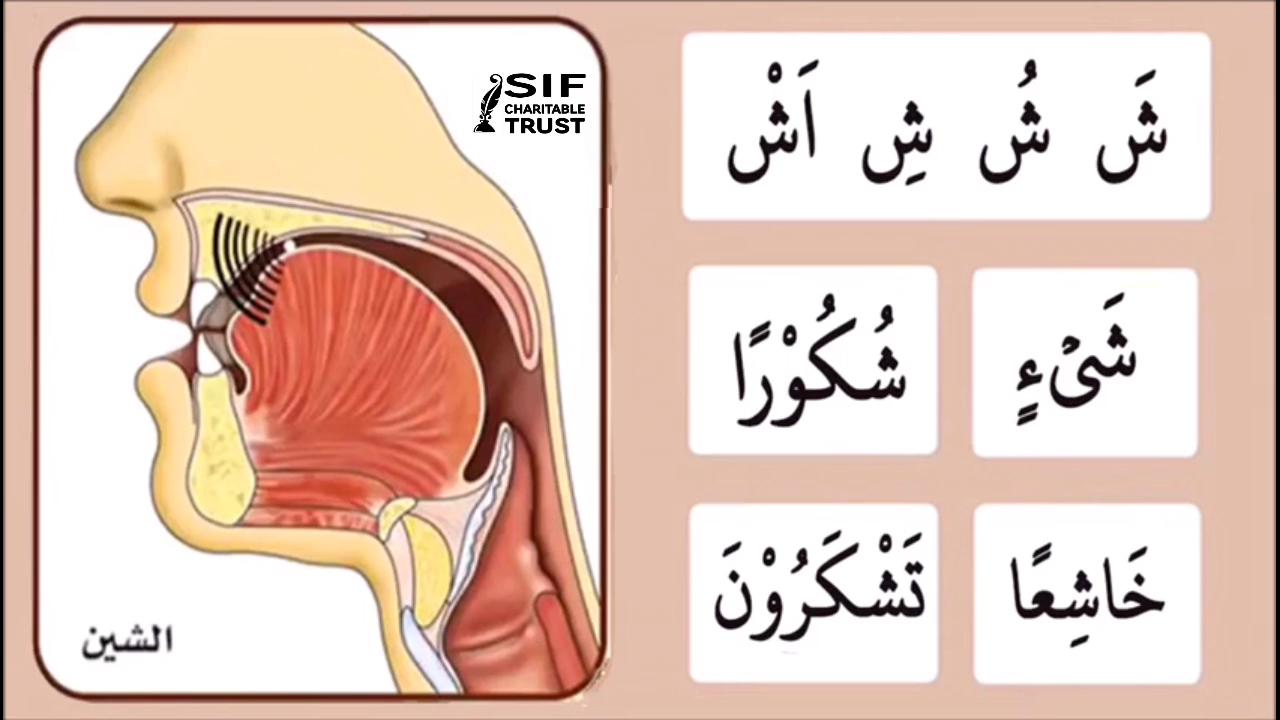 SIF
CHARITABLE
TRUST
الشين
شَ شُ شِ اَشْ
شَیْءٍ شُكُوْرًا
خَاشِعًا تَشْكَرُوْنَ